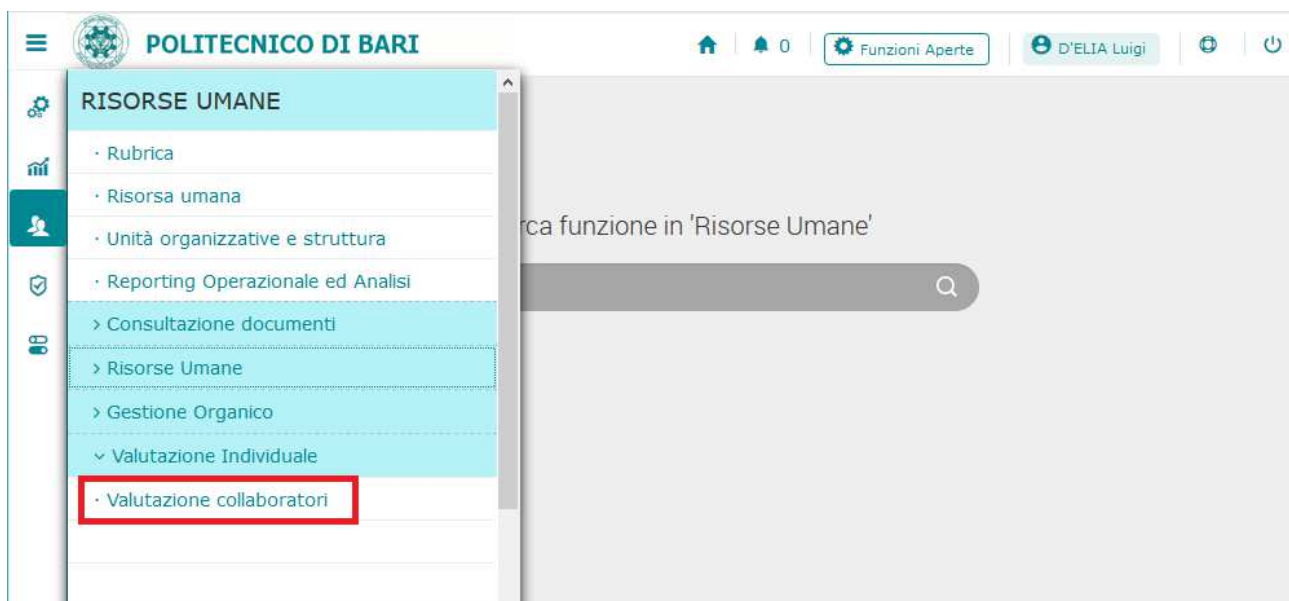 POLITECNICO DI BARI
0
Funzioni Aperte
D'ELIA Luigi
RISORSE UMANE
· Rubrica
· Risorsa umana
· Unità organizzative e struttura
· Reporting Operazionale ed Analisi
> Consultazione documenti
> Risorse Umane
> Gestione Organico
Valutazione Individuale
· Valutazione collaboratori
rca funzione in 'Risorse Umane'